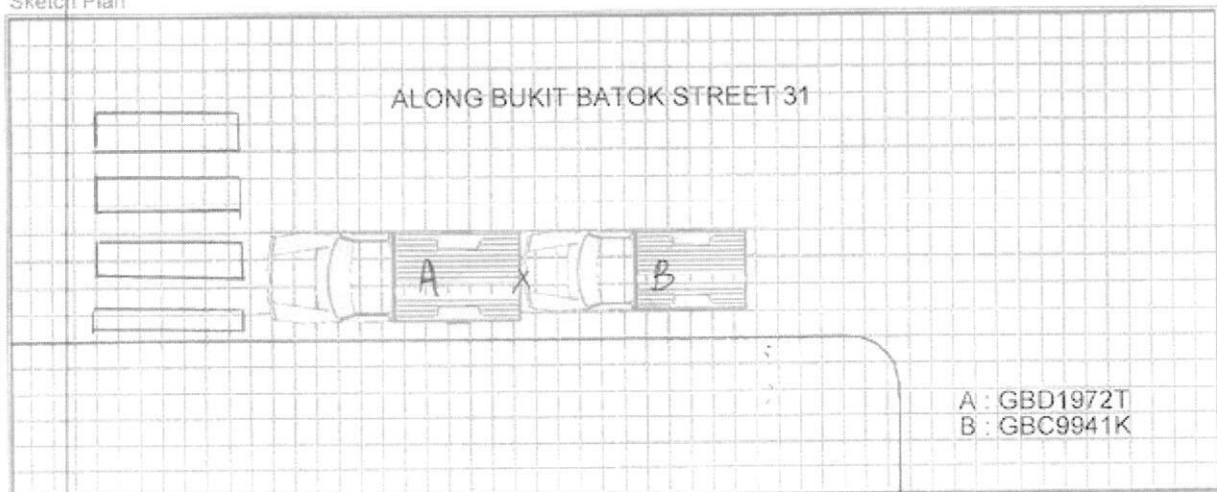 Sketch Plan
ALONG BUKIT BATOK STREET 31
A X B
A : GBD1972T
B : GBC9941K